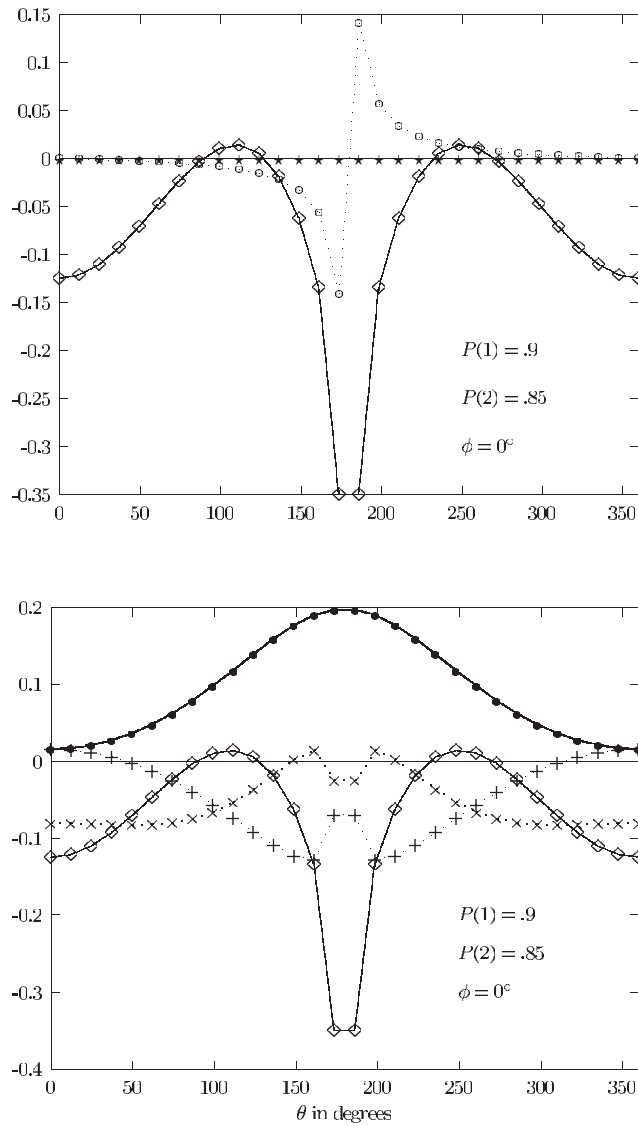 0.15
0.1
0.05
0
-0.05
-0.1
-0.15
-0.2
-0.25
-0.3
-0.35
P(1) = .9
P(2) = .85
ϕ = 0°
0 50 100 150 200 250 300 350
0.2
0.1
0
-0.1
-0.2
-0.3
-0.4
P(1) = .9
P(2) = .85
ϕ = 0°
0 50 100 150 200 250 300 350
θ in degrees